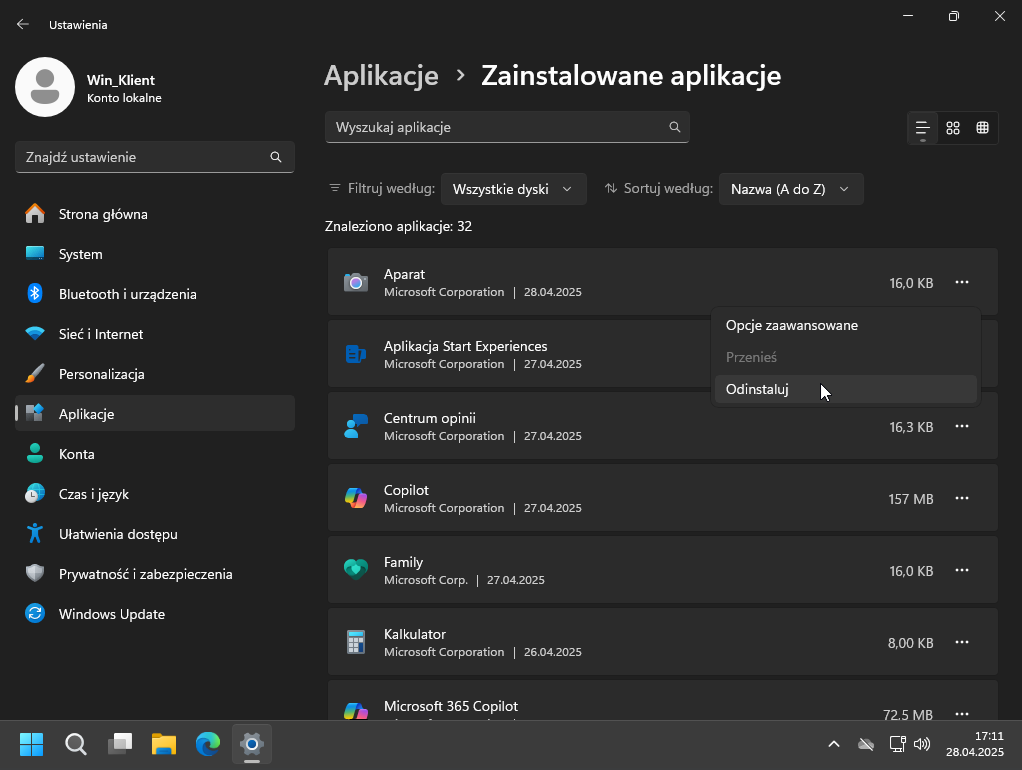 Ustawienia
Win_Klient
Konto lokalne
Znajdź ustawienie
Strona główna
System
Bluetooth i urządzenia
Sieć i Internet
Personalizacja
Aplikacje
Konta
Czas i język
Ułatwienia dostępu
Prywatność i zabezpieczenia
Windows Update
Aplikacje > Zainstalowane aplikacje
Wyszukaj aplikacje
Filtruj według: Wszystkie dyski Sortuj według: Nazwa (A do Z)
Znaleziono aplikacje: 32
Aparat
Microsoft Corporation | 28.04.2025
16,0 KB
Opcje zaawansowane
Przenieś
Odinstaluj
Aplikacja Start Experiences
Microsoft Corporation | 27.04.2025
Centrum opinii
Microsoft Corporation | 27.04.2025
16,3 KB
Copilot
Microsoft Corporation | 27.04.2025
157 MB
Family
Microsoft Corp. | 27.04.2025
16,0 KB
Kalkulator
Microsoft Corporation | 26.04.2025
8,00 KB
Microsoft 365 Copilot
72,5 MB
17:11
28.04.2025